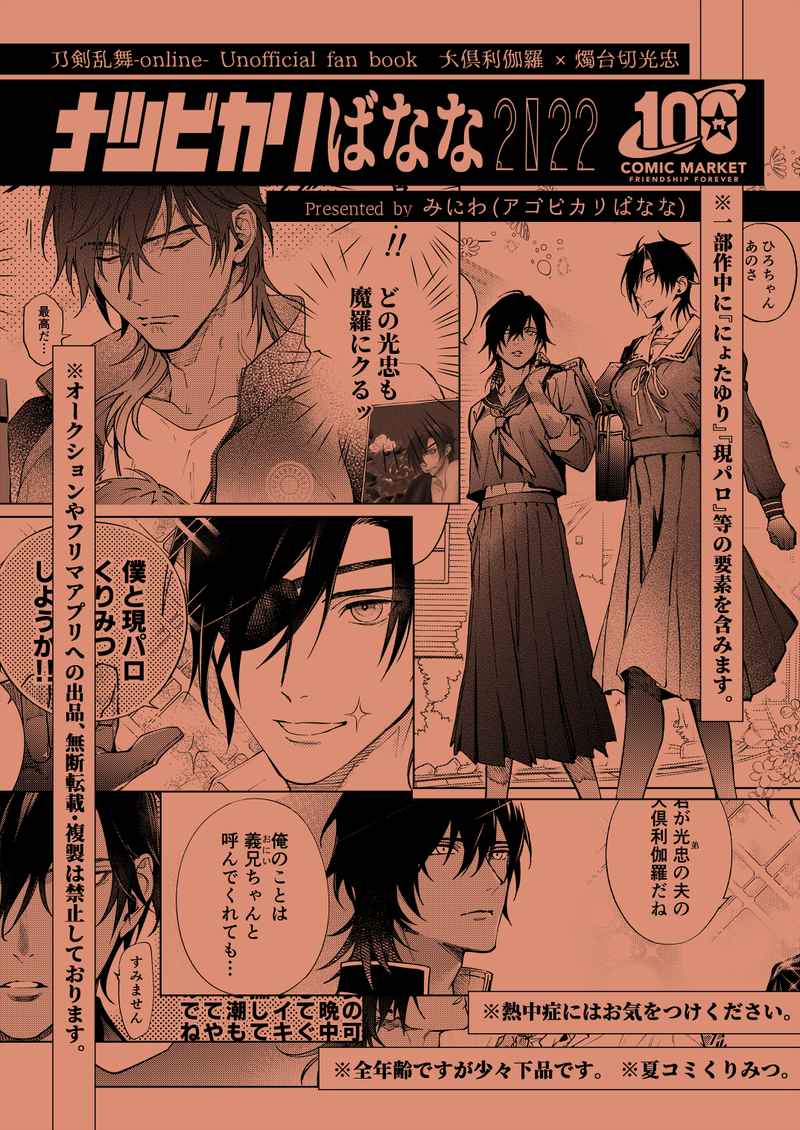 刀剣乱舞-online- Unofficial fan book 大倶利伽羅 × 燭台切光忠
ナツピカリばなな2022
100
COMIC MARKET
FRIENDSHIP FOREVER
Presented by みにわ(アゴピカリばなな)
ひろちゃん
あのさ
※一部作中に『にょたゆり』『現パロ』等の要素を含みます。
!!
どの光忠も
魔羅にクるッ
最高だ…
※オークションやフリマアプリへの出品、無断転載・複製は禁止しております。
僕と現パロ
くりみつ
しようか!!
君が光忠の夫の
大倶利伽羅だね
弟
俺のことは
義兄ちゃんと
おにい
呼んでくれても…
すみません
の可
晩中
てく
イキ
して
潮も
てや
てね
※熱中症にはお気をつけください。
※全年齢ですが少々下品です。 ※夏コミくりみつ。